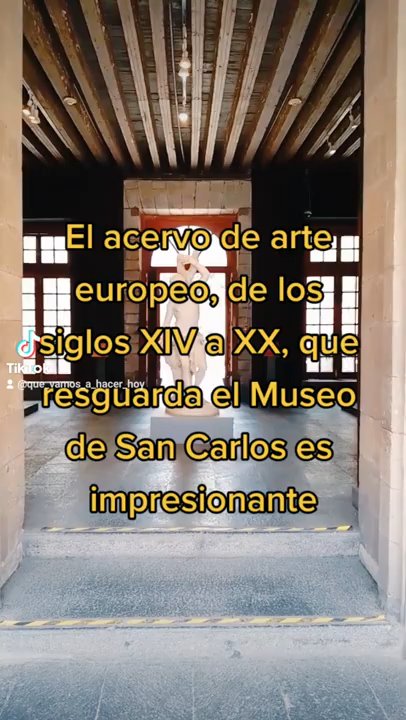 El acervo de arte
europeo, de los
siglos XIV a XX, que
resguarda el Museo
de San Carlos es
impresionante
TikTok
@que_vamos_a_hacer_hoy